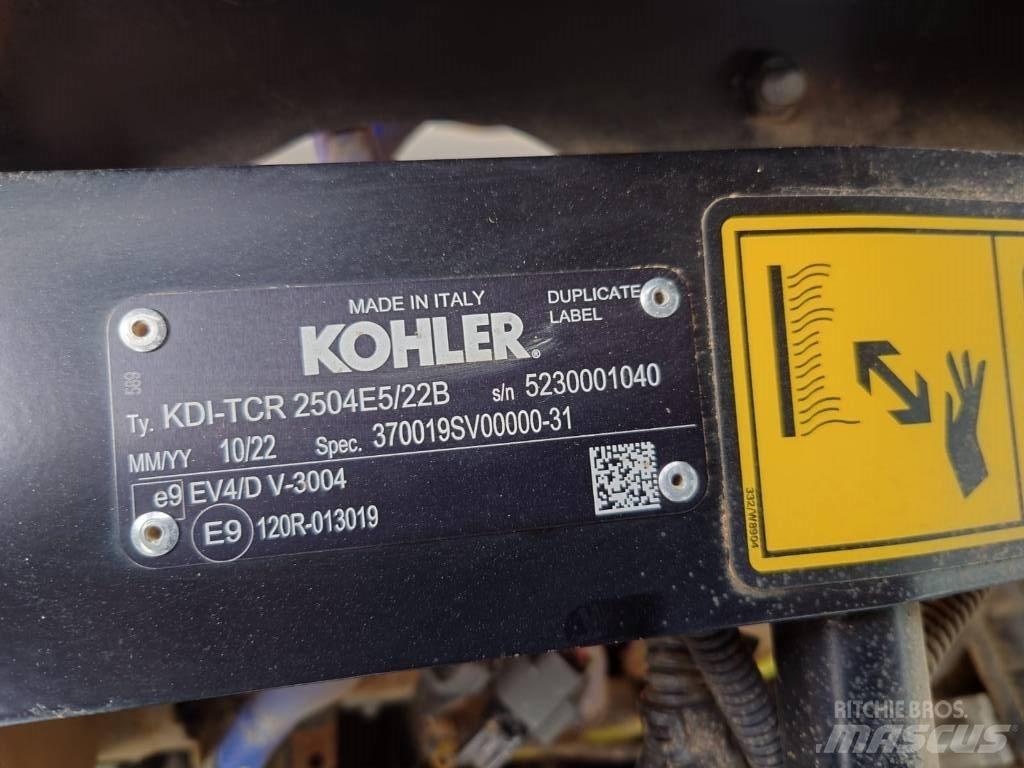 MADE IN ITALY
DUPLICATE
LABEL
KOHLER®
589
Ty. KDI-TCR 2504E5/22B s/n 5230001040
MM/YY 10/22 Spec. 370019SV00000-31
e9 EV4/D V-3004
E9 120R-013019
332/W8904
RITCHIE BROS.
MASCUS